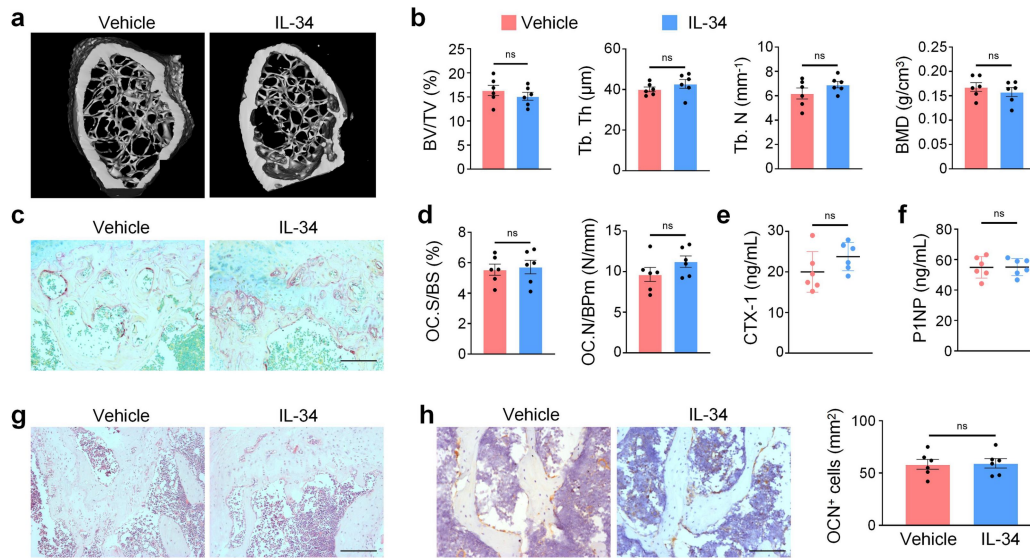 a
Vehicle
IL-34
b
Vehicle
IL-34
BV/TV (%)
25
20
15
10
5
0
ns
Tb. Th (μm)
60
40
20
0
ns
Tb. N (mm⁻¹)
10
8
6
4
2
0
ns
BMD (g/cm³)
0.25
0.20
0.15
0.10
0.05
0
ns
c
Vehicle
IL-34
d
OC.S/BS (%)
8
6
4
2
0
ns
OC.N/BPm (N/mm)
20
15
10
5
0
ns
e
CTX-1 (ng/mL)
40
30
20
10
0
ns
f
P1NP (ng/mL)
80
60
40
20
0
ns
g
Vehicle
IL-34
h
Vehicle
IL-34
OCN⁺ cells (mm²)
100
50
0
ns
Vehicle
IL-34